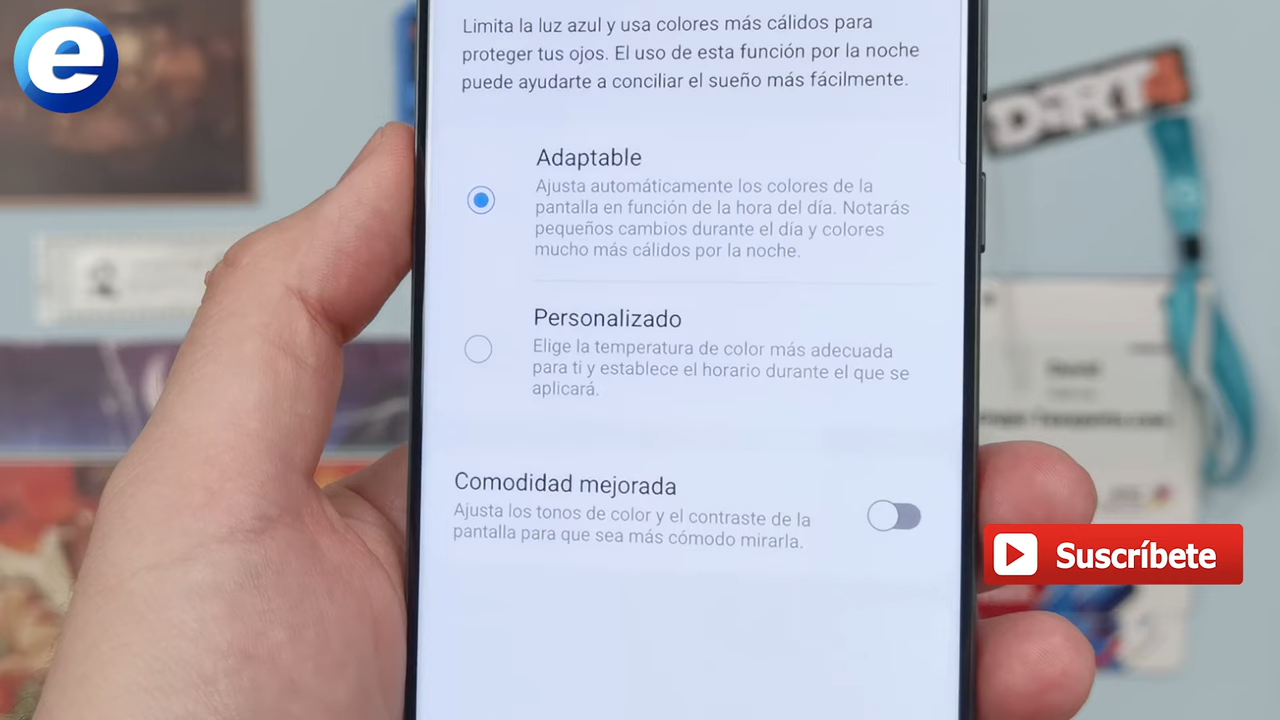 e
Limita la luz azul y usa colores más cálidos para
proteger tus ojos. El uso de esta función por la noche
puede ayudarte a conciliar el sueño más fácilmente.
DiRT4
Adaptable
Ajusta automáticamente los colores de la
pantalla en función de la hora del día. Notarás
pequeños cambios durante el día y colores
mucho más cálidos por la noche.
Personalizado
Elige la temperatura de color más adecuada
para ti y establece el horario durante el que se
aplicará.
Comodidad mejorada
Ajusta los tonos de color y el contraste de la
pantalla para que sea más cómodo mirarla.
Suscríbete